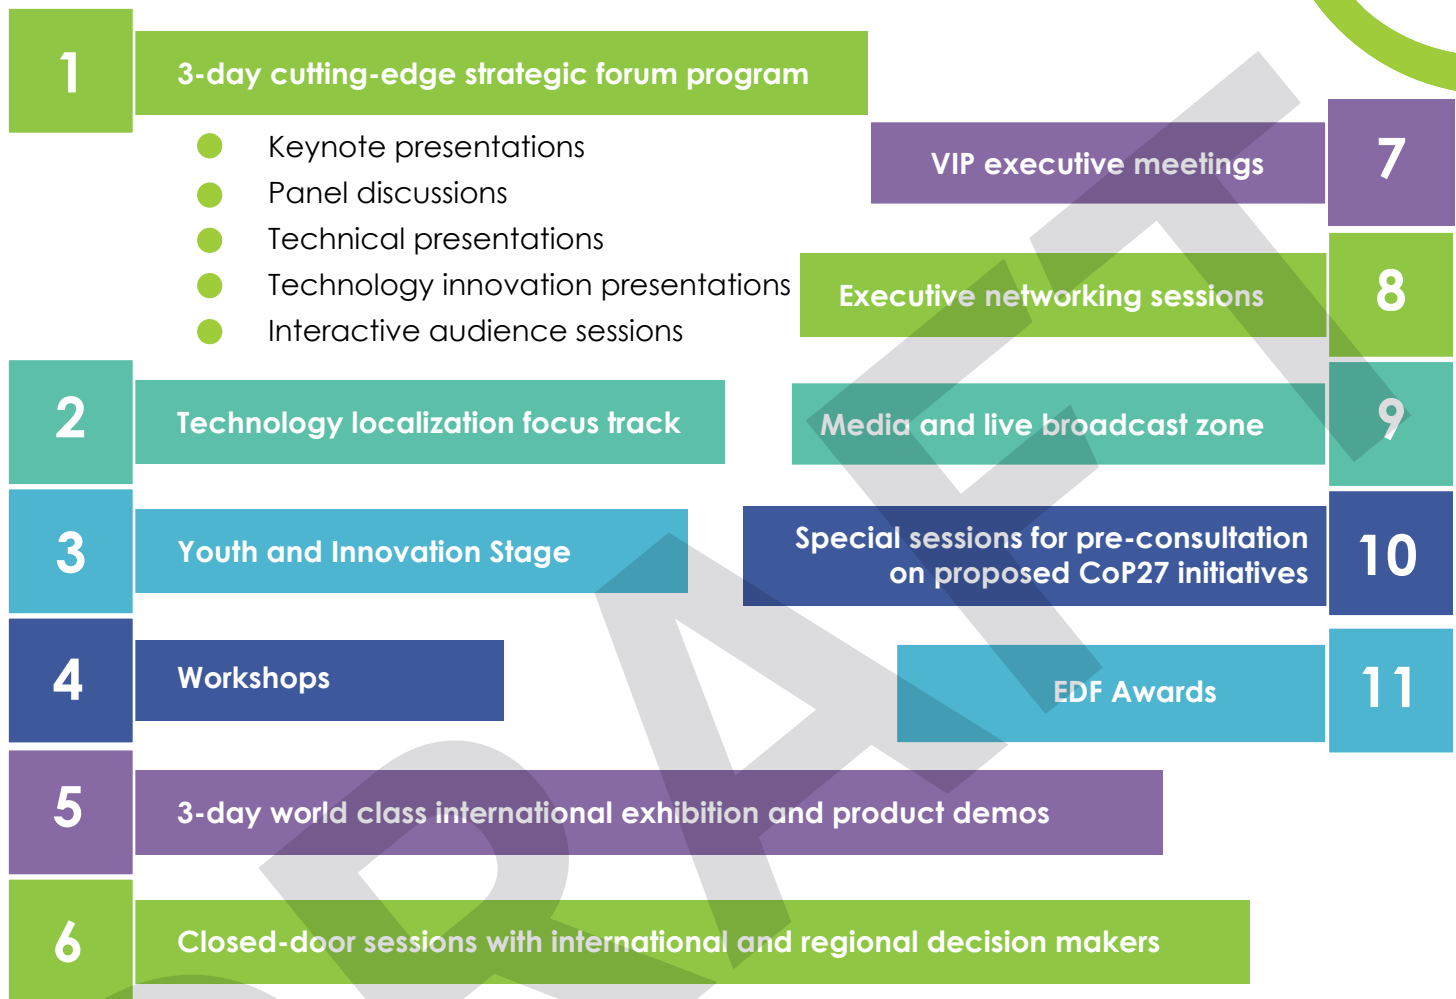 1
3-day cutting-edge strategic forum program
Keynote presentations
Panel discussions
Technical presentations
Technology innovation presentations
Interactive audience sessions
2
Technology localization focus track
3
Youth and Innovation Stage
4
Workshops
5
3-day world class international exhibition and product demos
6
Closed-door sessions with international and regional decision makers
VIP executive meetings
7
Executive networking sessions
8
Media and live broadcast zone
9
Special sessions for pre-consultation
on proposed CoP27 initiatives
10
EDF Awards
11
DRAFT